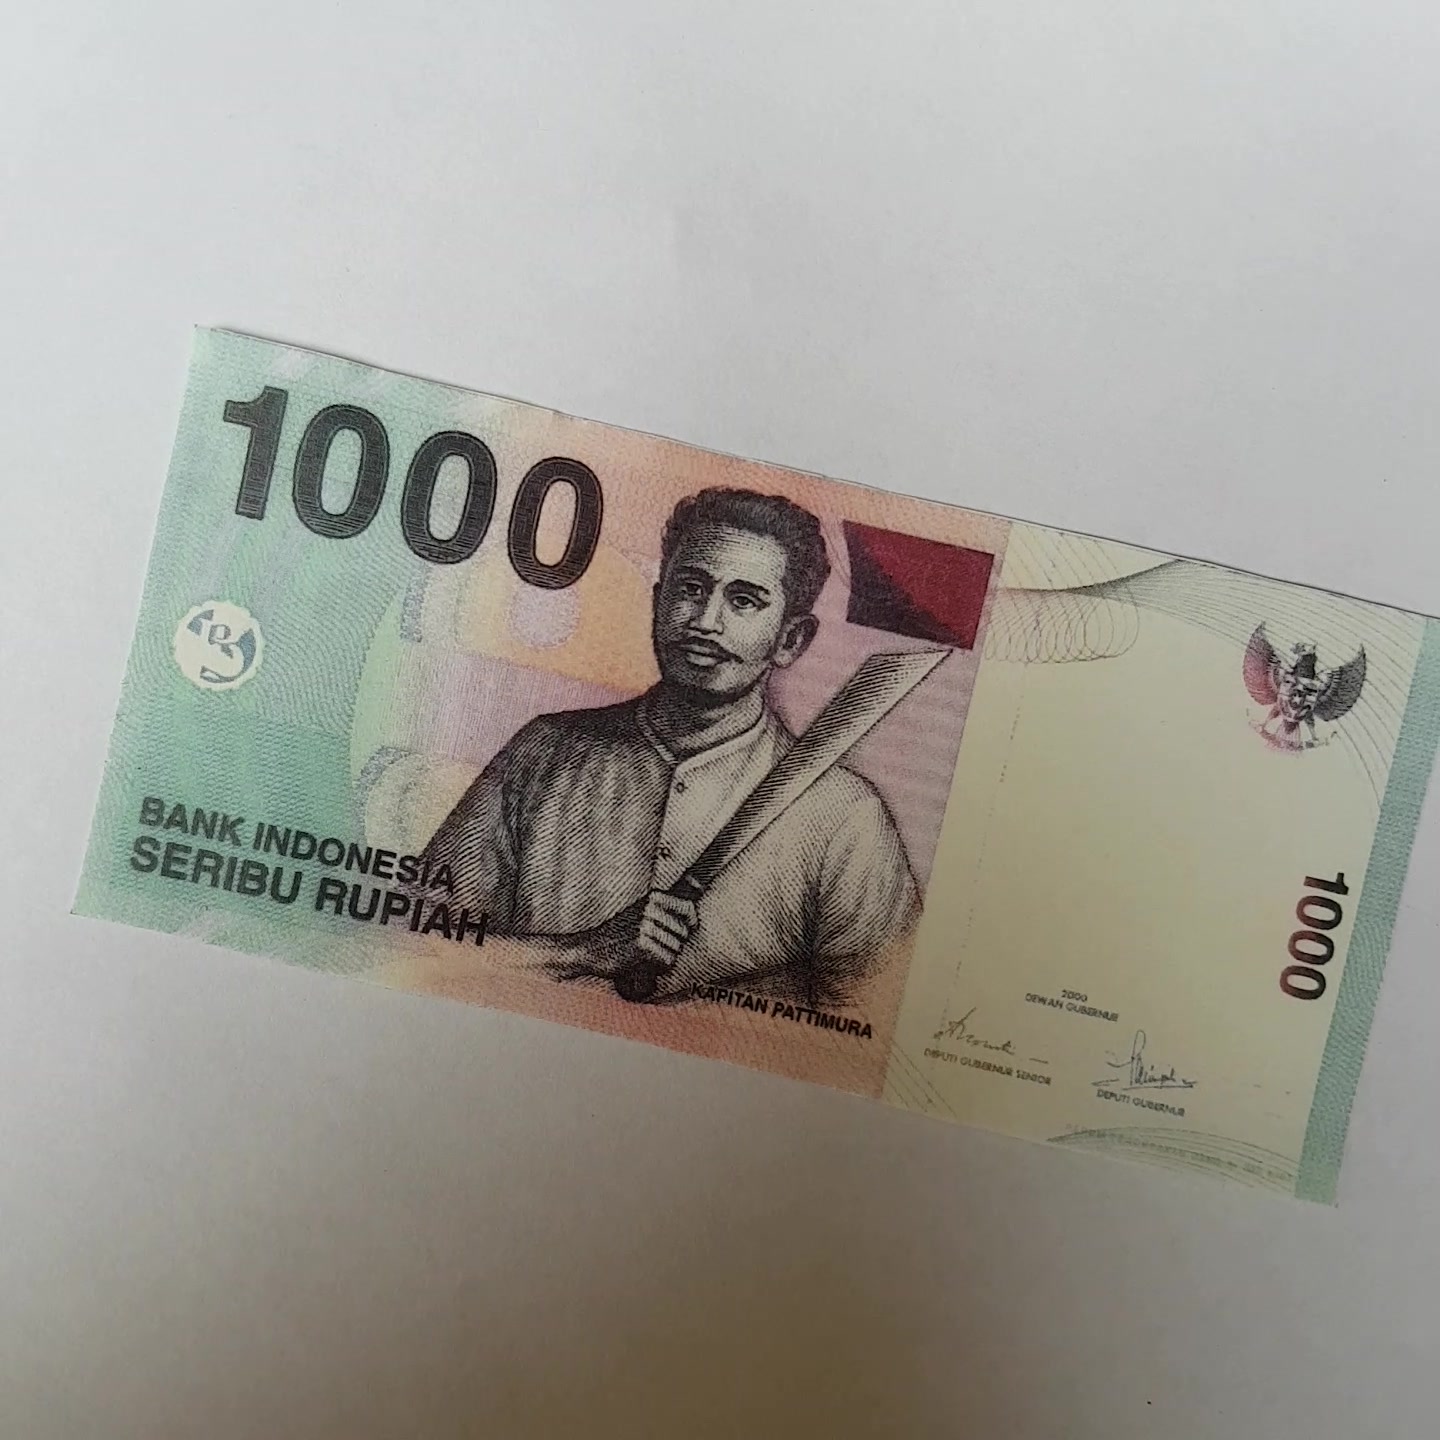 1000
BANK INDONESIA
SERIBU RUPIAH
KAPITAN PATTIMURA
1000
2000
DEWAN GUBERNUR
DEPUTI GUBERNUR SENIOR
DEPUTI GUBERNUR